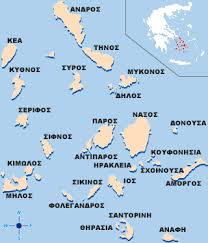 ΑΝΔΡΟΣ
ΚΕΑ
ΤΗΝΟΣ
ΚΥΘΝΟΣ
ΣΥΡΟΣ
ΜΥΚΟΝΟΣ
ΔΗΛΟΣ
ΣΕΡΙΦΟΣ
ΠΑΡΟΣ
ΝΑΞΟΣ
ΔΟΝΟΥΣΑ
ΣΙΦΝΟΣ
ΑΝΤΙΠΑΡΟΣ
ΚΟΥΦΟΝΗΣΙΑ
ΚΙΜΩΛΟΣ
ΗΡΑΚΛΕΙΑ
ΣΧΟΝΟΥΣΑ
ΜΗΛΟΣ
ΣΙΚΙΝΟΣ
ΙΟΣ
ΑΜΟΡΓΟΣ
ΦΟΛΕΓΑΝΔΡΟΣ
ΣΑΝΤΟΡΙΝΗ
ΘΗΡΑΣΙΑ
ΑΝΑΦΗ